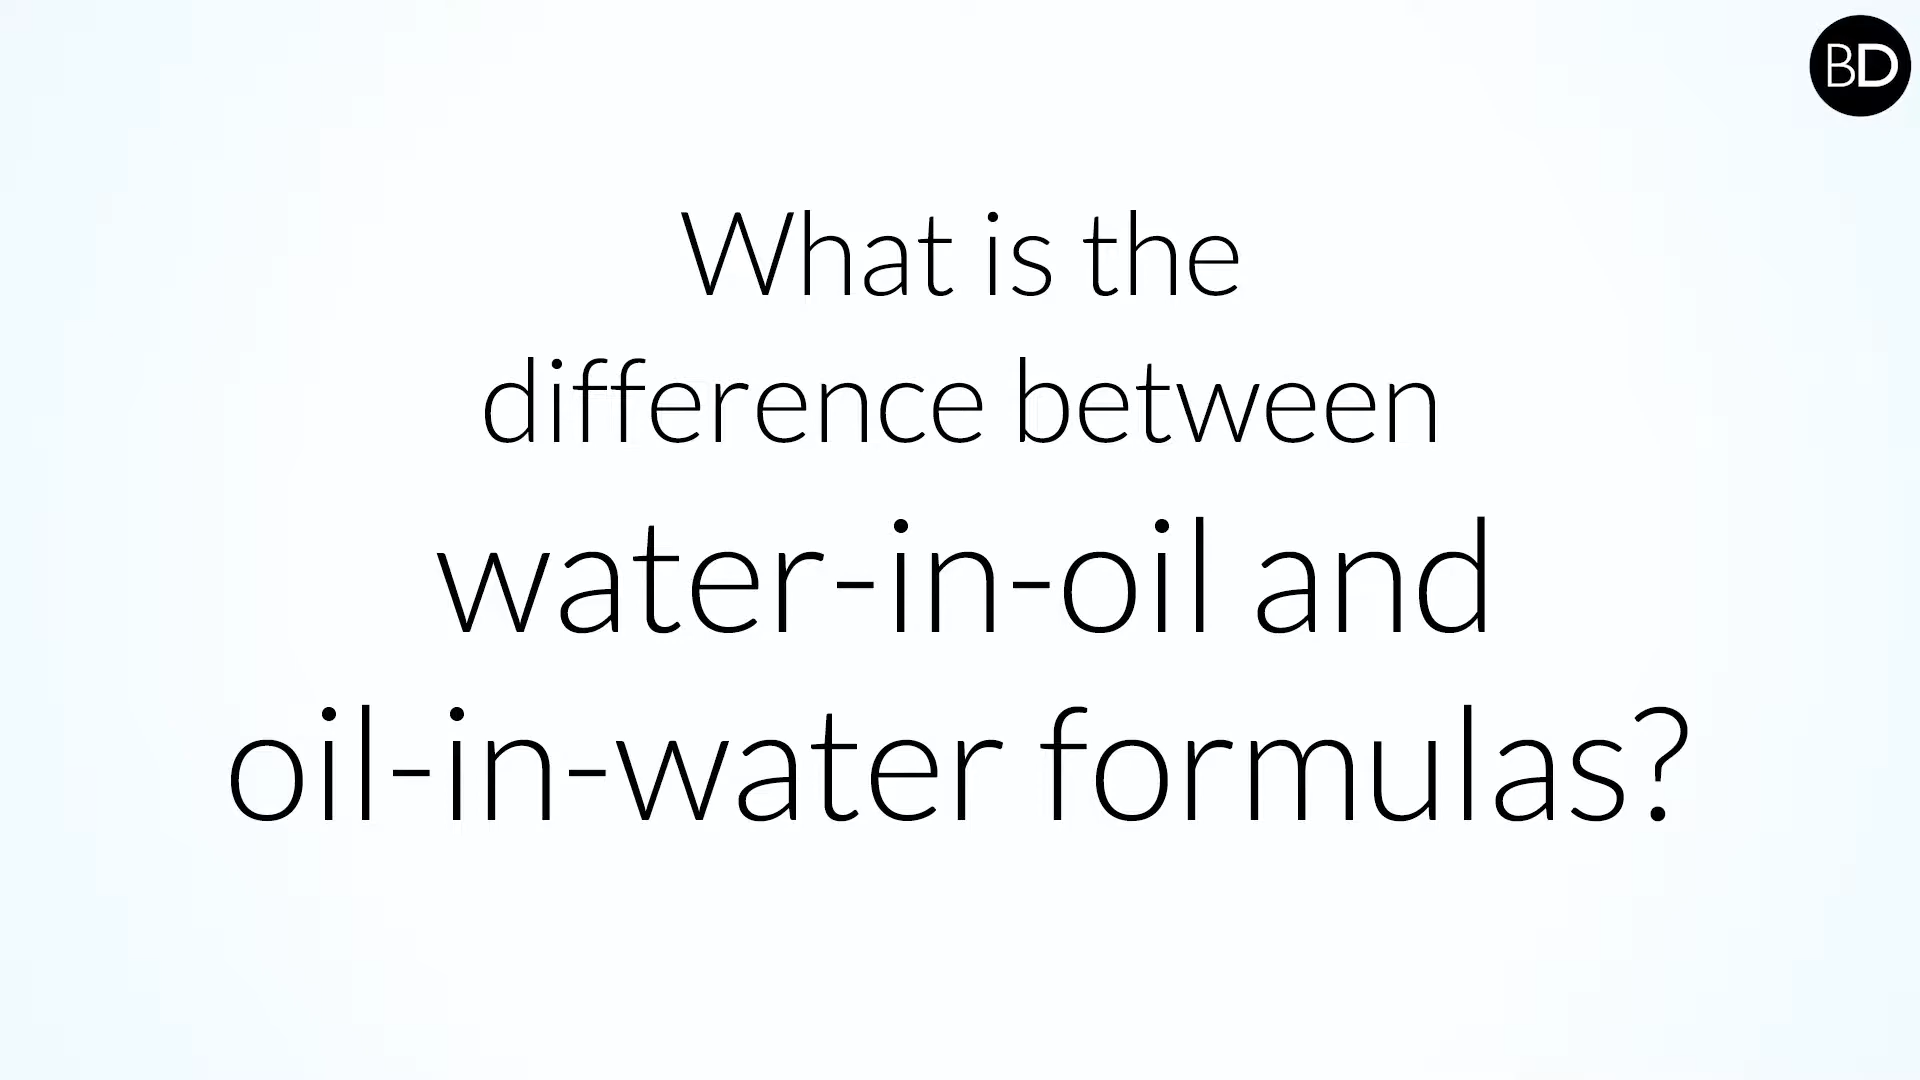 BD
What is the
difference between
water-in-oil and
oil-in-water formulas?